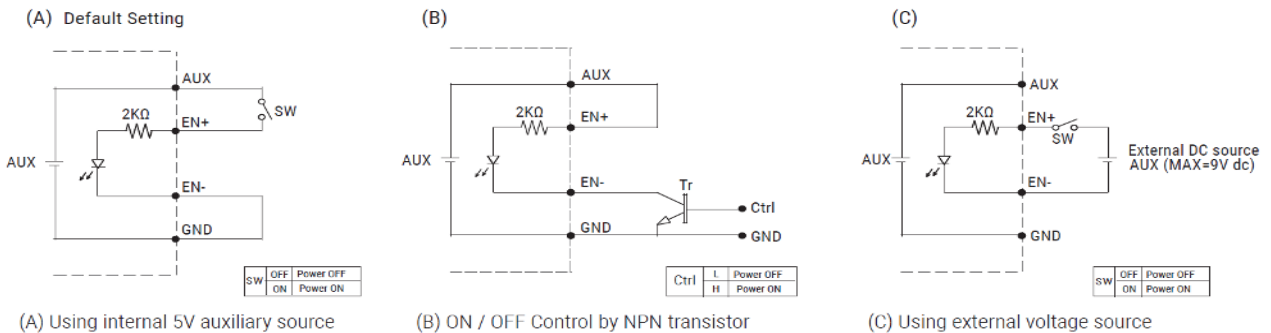 (A) Default Setting
AUX
2KΩ
EN+
SW
AUX
EN-
GND
SW OFF Power OFF
ON Power ON
(A) Using internal 5V auxiliary source
(B)
AUX
2KΩ
EN+
AUX
EN-
Tr
Ctrl
GND
GND
Ctrl L Power OFF
H Power ON
(B) ON / OFF Control by NPN transistor
(C)
AUX
2KΩ
EN+
SW
AUX
External DC source
AUX (MAX=9V dc)
EN-
GND
SW OFF Power OFF
ON Power ON
(C) Using external voltage source